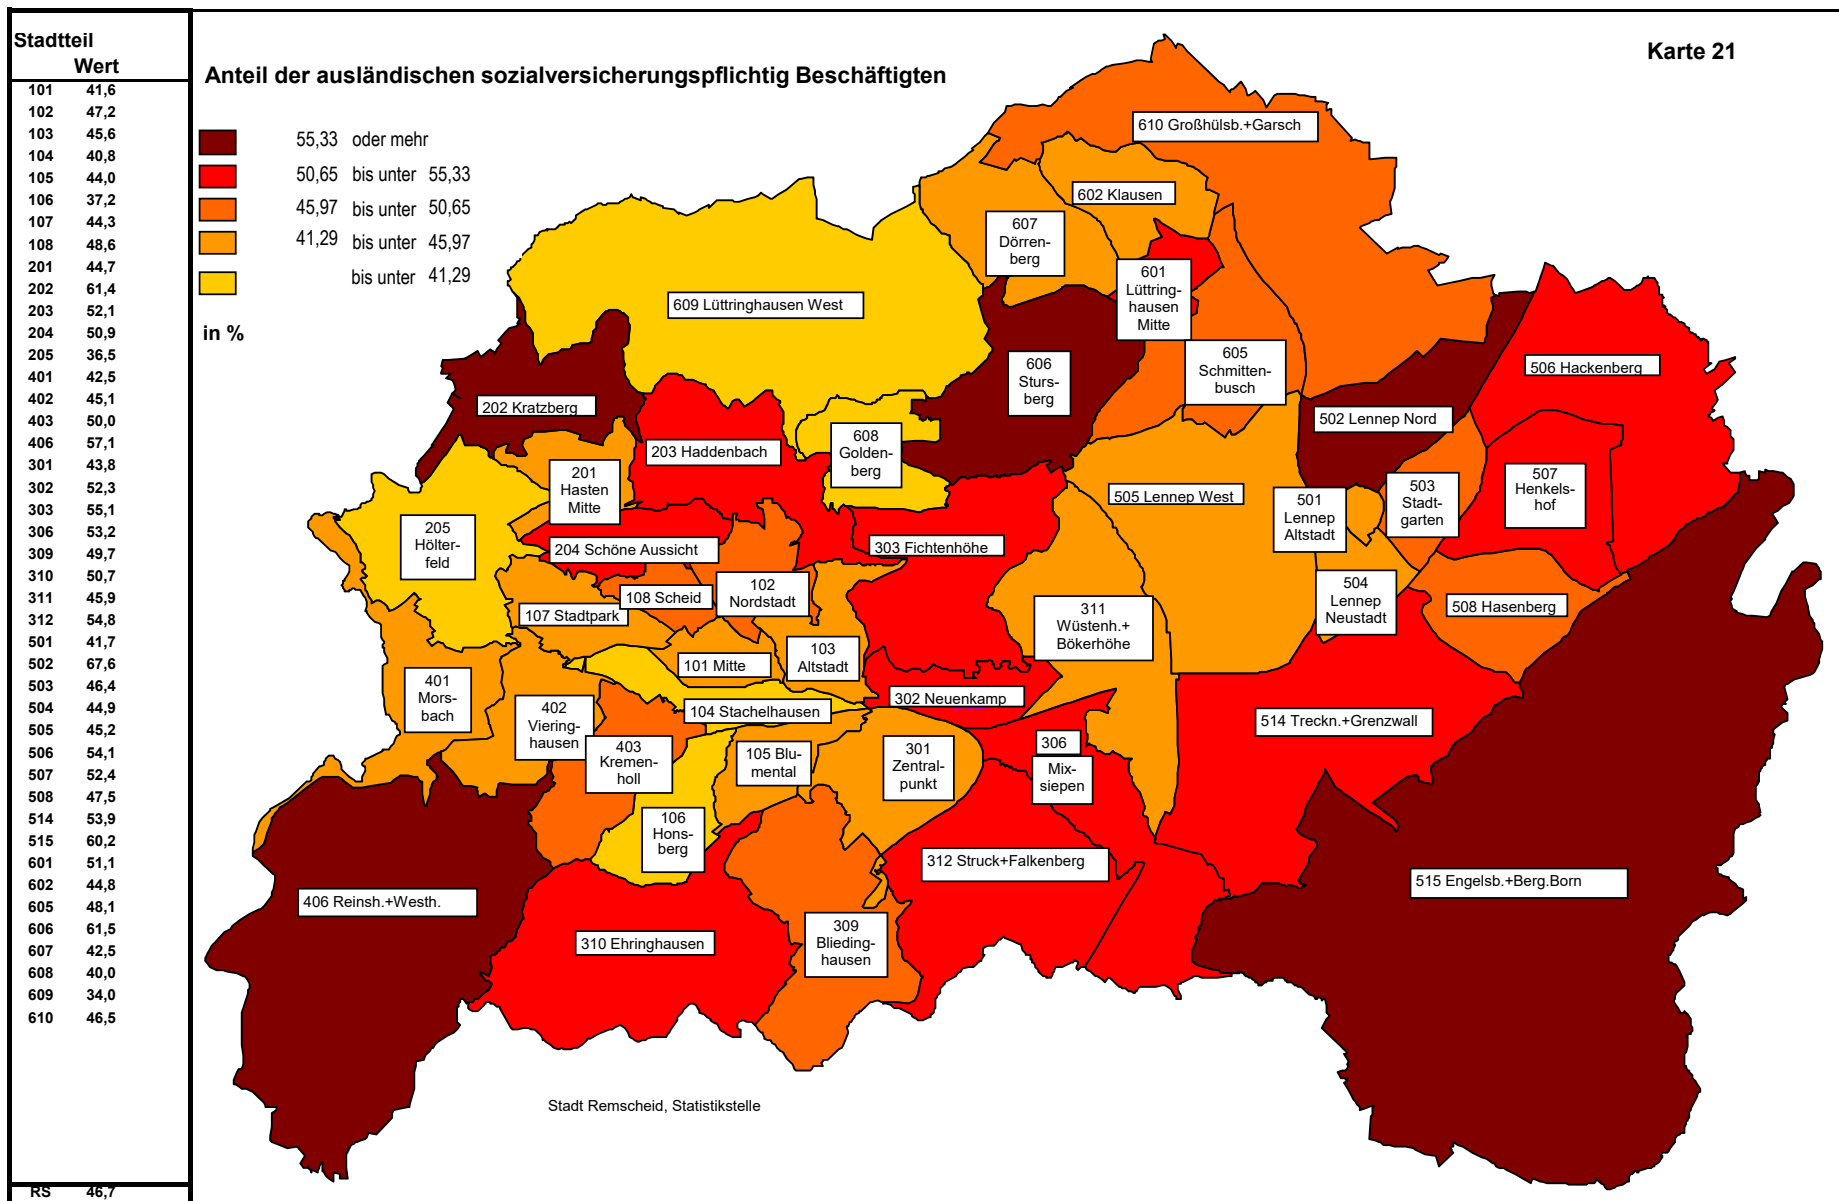 Stadtteil
Wert
101 41,6
102 47,2
103 45,6
104 40,8
105 44,0
106 37,2
107 44,3
108 48,6
201 44,7
202 61,4
203 52,1
204 50,9
205 36,5
401 42,5
402 45,1
403 50,0
406 57,1
301 43,8
302 52,3
303 55,1
306 53,2
309 49,7
310 50,7
311 45,9
312 54,8
501 41,7
502 67,6
503 46,4
504 44,9
505 45,2
506 54,1
507 52,4
508 47,5
514 53,9
515 60,2
601 51,1
602 44,8
605 48,1
606 61,5
607 42,5
608 40,0
609 34,0
610 46,5
RS 46,7
Karte 21
Anteil der ausländischen sozialversicherungspflichtig Beschäftigten
55,33 oder mehr
50,65 bis unter 55,33
45,97 bis unter 50,65
41,29 bis unter 45,97
bis unter 41,29
in %
610 Großhülsb.+Garsch
602 Klausen
607
Dörren-
berg
601
Lüttring-
hausen
Mitte
609 Lüttringhausen West
606
Sturs-
berg
605
Schmitten-
busch
506 Hackenberg
202 Kratzberg
502 Lennep Nord
203 Haddenbach
608
Golden-
berg
201
Hasten
Mitte
505 Lennep West
501
Lennep
Altstadt
503
Stadt-
garten
507
Henkels-
hof
205
Hölter-
feld
204 Schöne Aussicht
303 Fichtenhöhe
108 Scheid
102
Nordstadt
107 Stadtpark
311
Wüstenh.+
Bökerhöhe
504
Lennep
Neustadt
508 Hasenberg
103
Altstadt
101 Mitte
401
Mors-
bach
402
Viering-
hausen
302 Neuenkamp
104 Stachelhausen
514 Treckn.+Grenzwall
403
Kremen-
holl
105 Blu-
mental
301
Zentral-
punkt
306
Mix-
siepen
106
Hons-
berg
312 Struck+Falkenberg
515 Engelsb.+Berg.Born
406 Reinsh.+Westh.
310 Ehringhausen
309
Blieding-
hausen
Stadt Remscheid, Statistikstelle